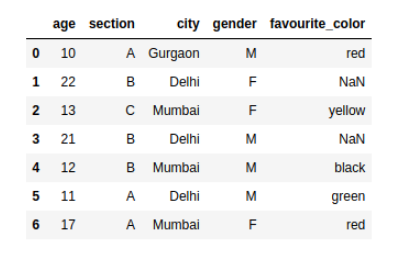 age section city gender favourite_color
0 10 A Gurgaon M red
1 22 B Delhi F NaN
2 13 C Mumbai F yellow
3 21 B Delhi M NaN
4 12 B Mumbai M black
5 11 A Delhi M green
6 17 A Mumbai F red